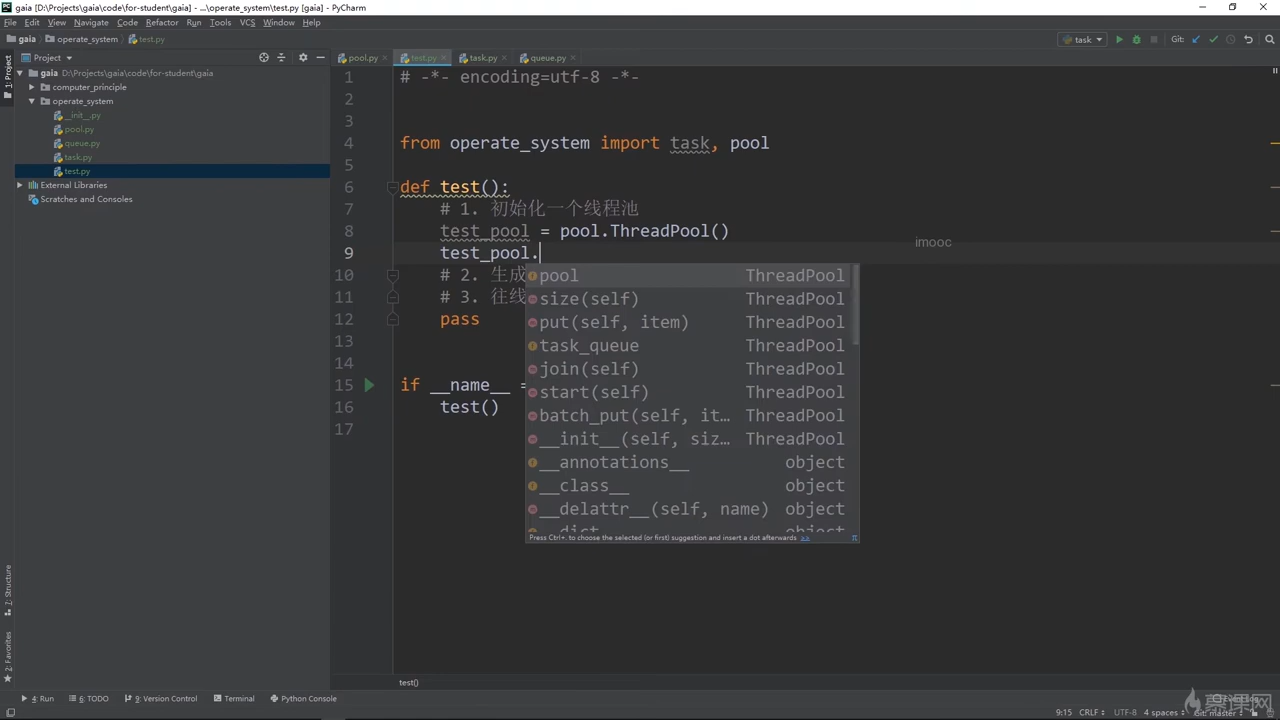 gaia [D:\Projects\gaia\code\for-student\gaia] - ...\operate_system\test.py [gaia] - PyCharm
File Edit View Navigate Code Refactor Run Tools VCS Window Help
gaia operate_system test.py task Git:
1: Project
Project
pool.py test.py task.py queue.py
gaia D:\Projects\gaia\code\for-student\gaia
computer_principle
operate_system
__init__.py
pool.py
queue.py
task.py
test.py
External Libraries
Scratches and Consoles
1 # -*- encoding=utf-8 -*-
2
3
4 from operate_system import task, pool
5
6 def test():
7 # 1. 初始化一个线程池
8 test_pool = pool.ThreadPool()
9 test_pool.
10 # 2. 生成
11 # 3. 往线
12 pass
13
14
15 if __name__ =
16 test()
17
imooc
pool ThreadPool
size(self) ThreadPool
put(self, item) ThreadPool
task_queue ThreadPool
join(self) ThreadPool
start(self) ThreadPool
batch_put(self, it… ThreadPool
__init__(self, siz… ThreadPool
__annotations__ object
__class__ object
__delattr__(self, name) object
__dict object
Press Ctrl+. to choose the selected (or first) suggestion and insert a dot afterwards >>
π
7: Structure
2: Favorites
test()
4: Run 6: TODO 9: Version Control Terminal Python Console
9:15 CRLF UTF-8 4 spaces Git: master
慕课网